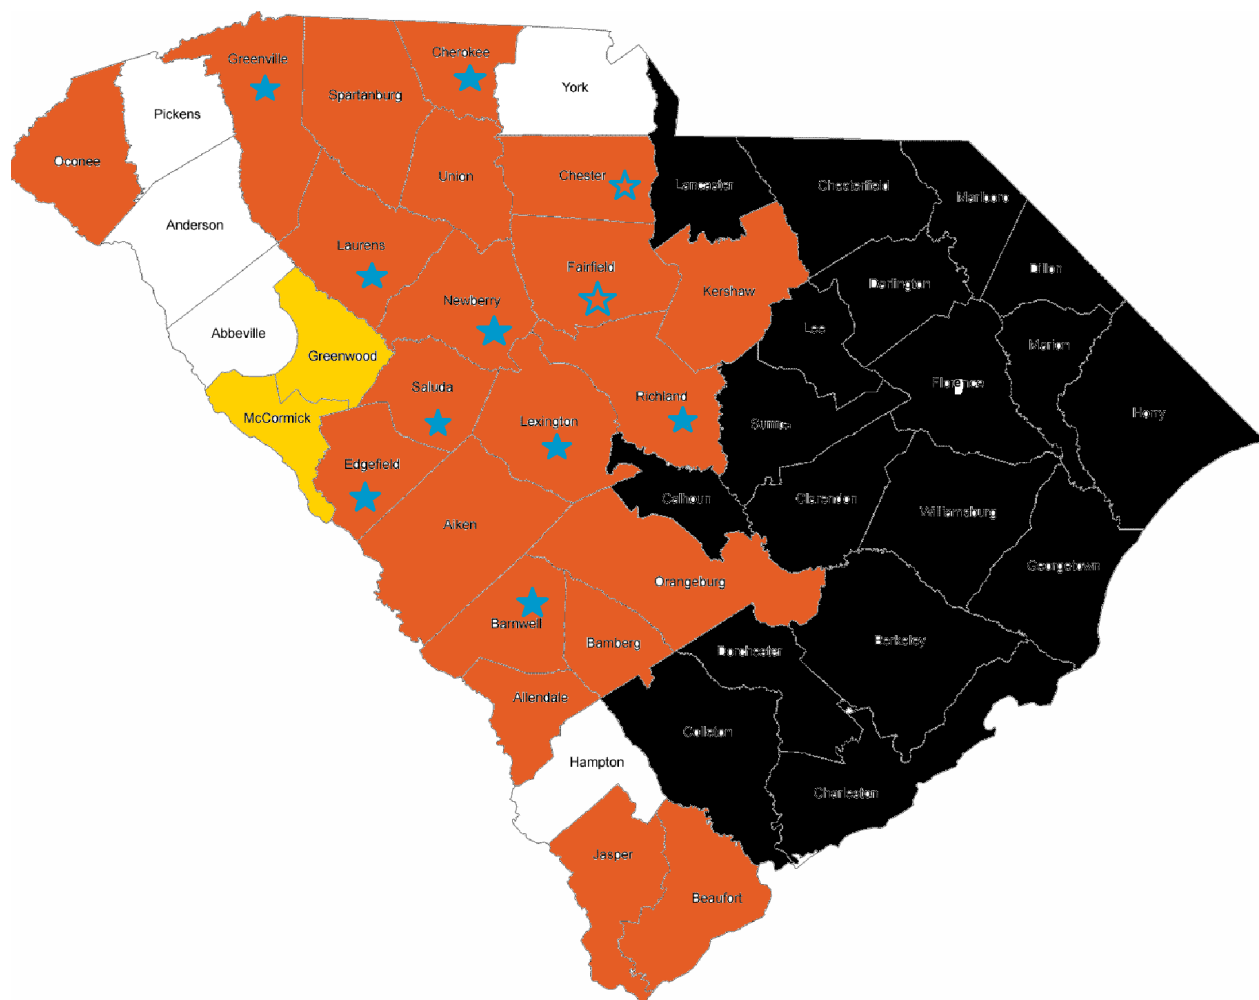 Greenville
Cherokee
York
Spartanburg
Pickens
Oconee
Union
Chester
Lancaster
Chesterfield
Marlboro
Anderson
Laurens
Fairfield
Kershaw
Darlington
Dillon
Newberry
Abbeville
Greenwood
Lee
Marion
Saluda
Richland
Florence
McCormick
Lexington
Sumter
Horry
Edgefield
Calhoun
Clarendon
Williamsburg
Aiken
Orangeburg
Georgetown
Barnwell
Bamberg
Dorchester
Berkeley
Allendale
Colleton
Hampton
Charleston
Jasper
Beaufort